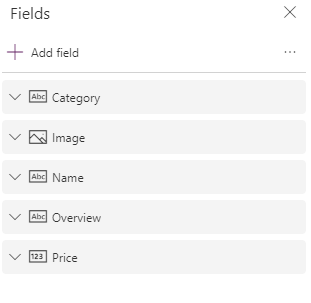 Fields
Add field
Abc Category
Image
Abc Name
Abc Overview
123 Price